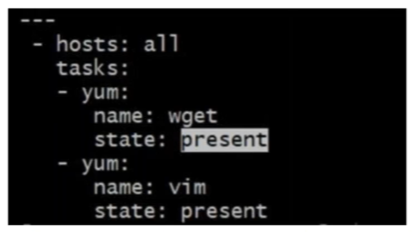 ---
- hosts: all
tasks:
- yum:
name: wget
state: present
- yum:
name: vim
state: present